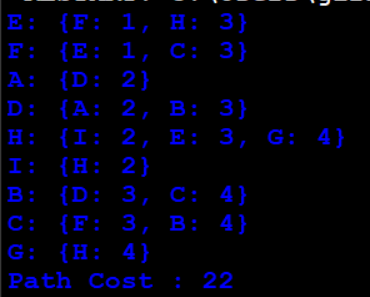 E: {F: 1, H: 3}
F: {E: 1, C: 3}
A: {D: 2}
D: {A: 2, B: 3}
H: {I: 2, E: 3, G: 4}
I: {H: 2}
B: {D: 3, C: 4}
C: {F: 3, B: 4}
G: {H: 4}
Path Cost : 22